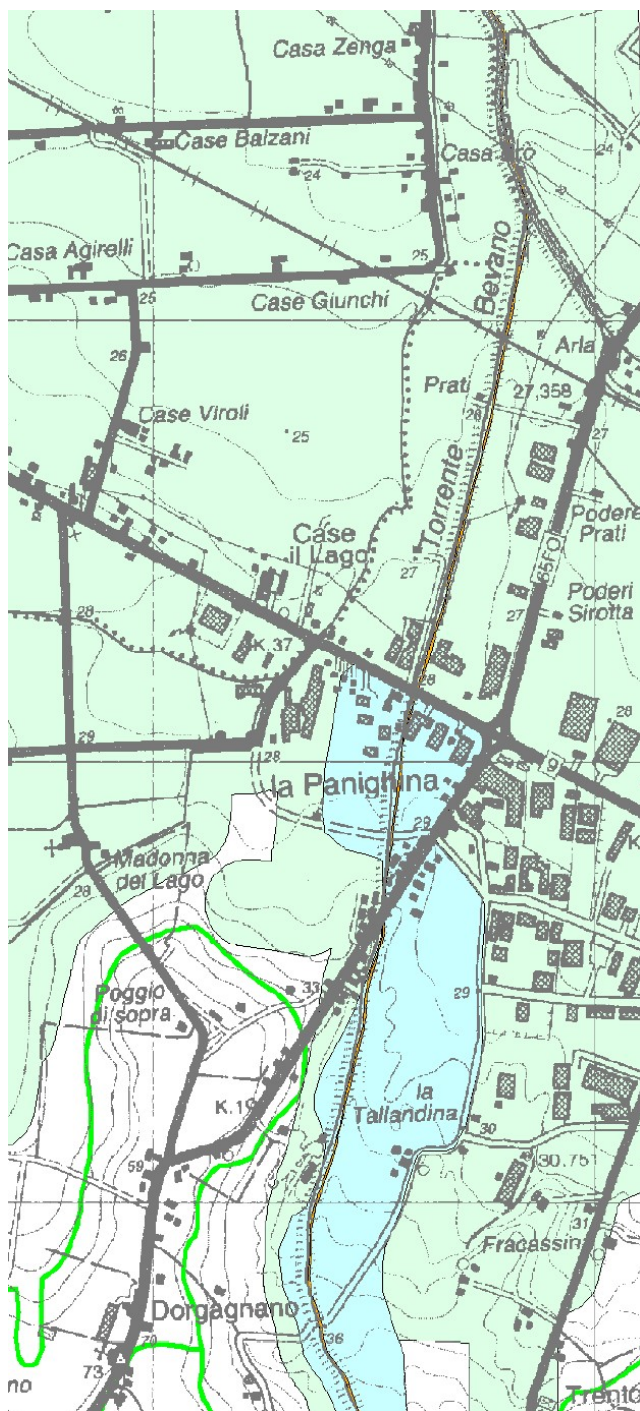 Casa Zenga
Case Balzani
24
24
Casa Agirelli
25
Case Giunchi
25
Bevano
26
Arla
Prati
27,358
26
Case Viroli
25
27
Torrente
Case
il Lago
Podere
Prati
65FO
27
Poderi
Sirotta
28
27
K.37
28
28
29
28
9
la Panighina
29
K
Madonna
del Lago
28
33
Poggio
di sopra
29
K.19
la
Tallandina
30
59
30.751
31
Fracassin
Dorgagnano
36
70
73
no
Trento